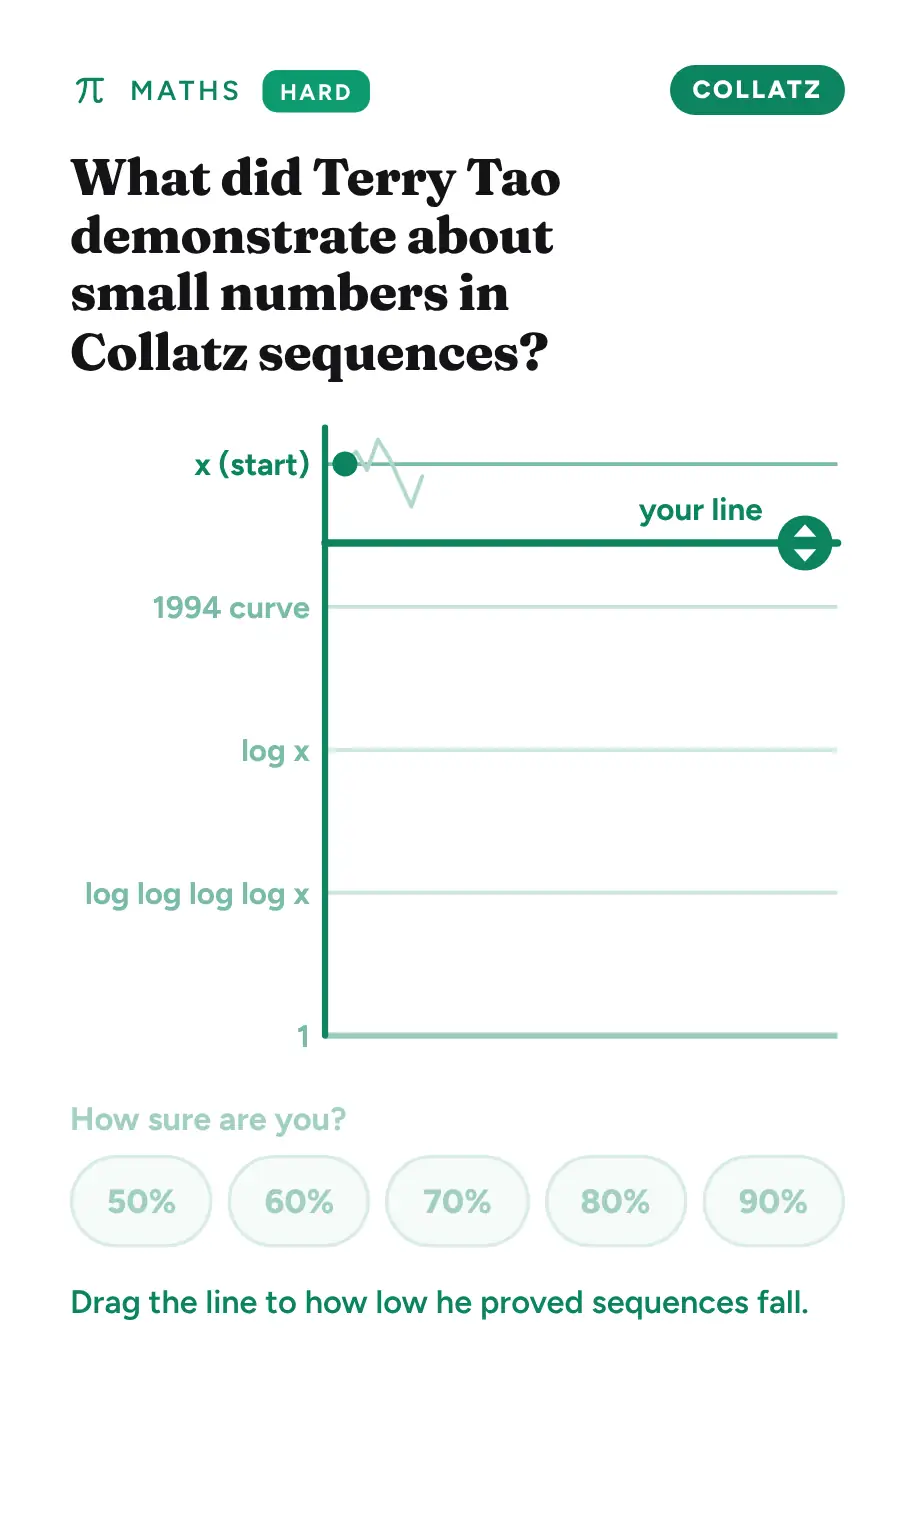 π MATHS HARD COLLATZ
What did Terry Tao
demonstrate about
small numbers in
Collatz sequences?
x (start)
your line
1994 curve
log x
log log log log x
1
How sure are you?
50% 60% 70% 80% 90%
Drag the line to how low he proved sequences fall.